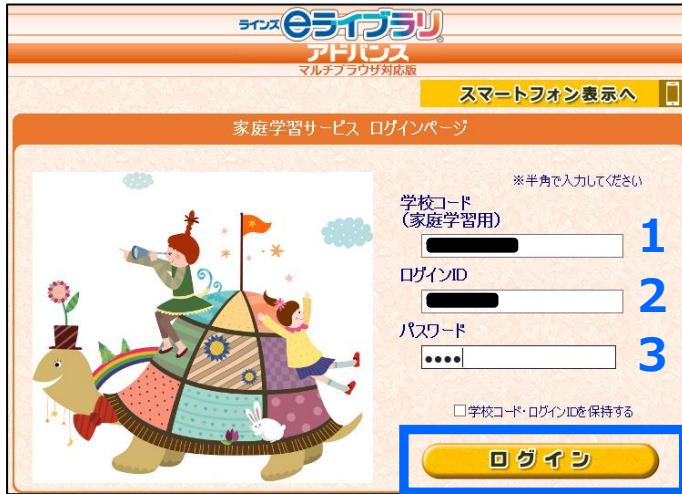 ラインズeライブラリ
アドバンス
マルチブラウザ対応版
スマートフォン表示へ
家庭学習サービス ログインページ
※半角で入力してください
学校コード
(家庭学習用)
1
ログインID
2
パスワード
••••
3
学校コード・ログインIDを保持する
ログイン